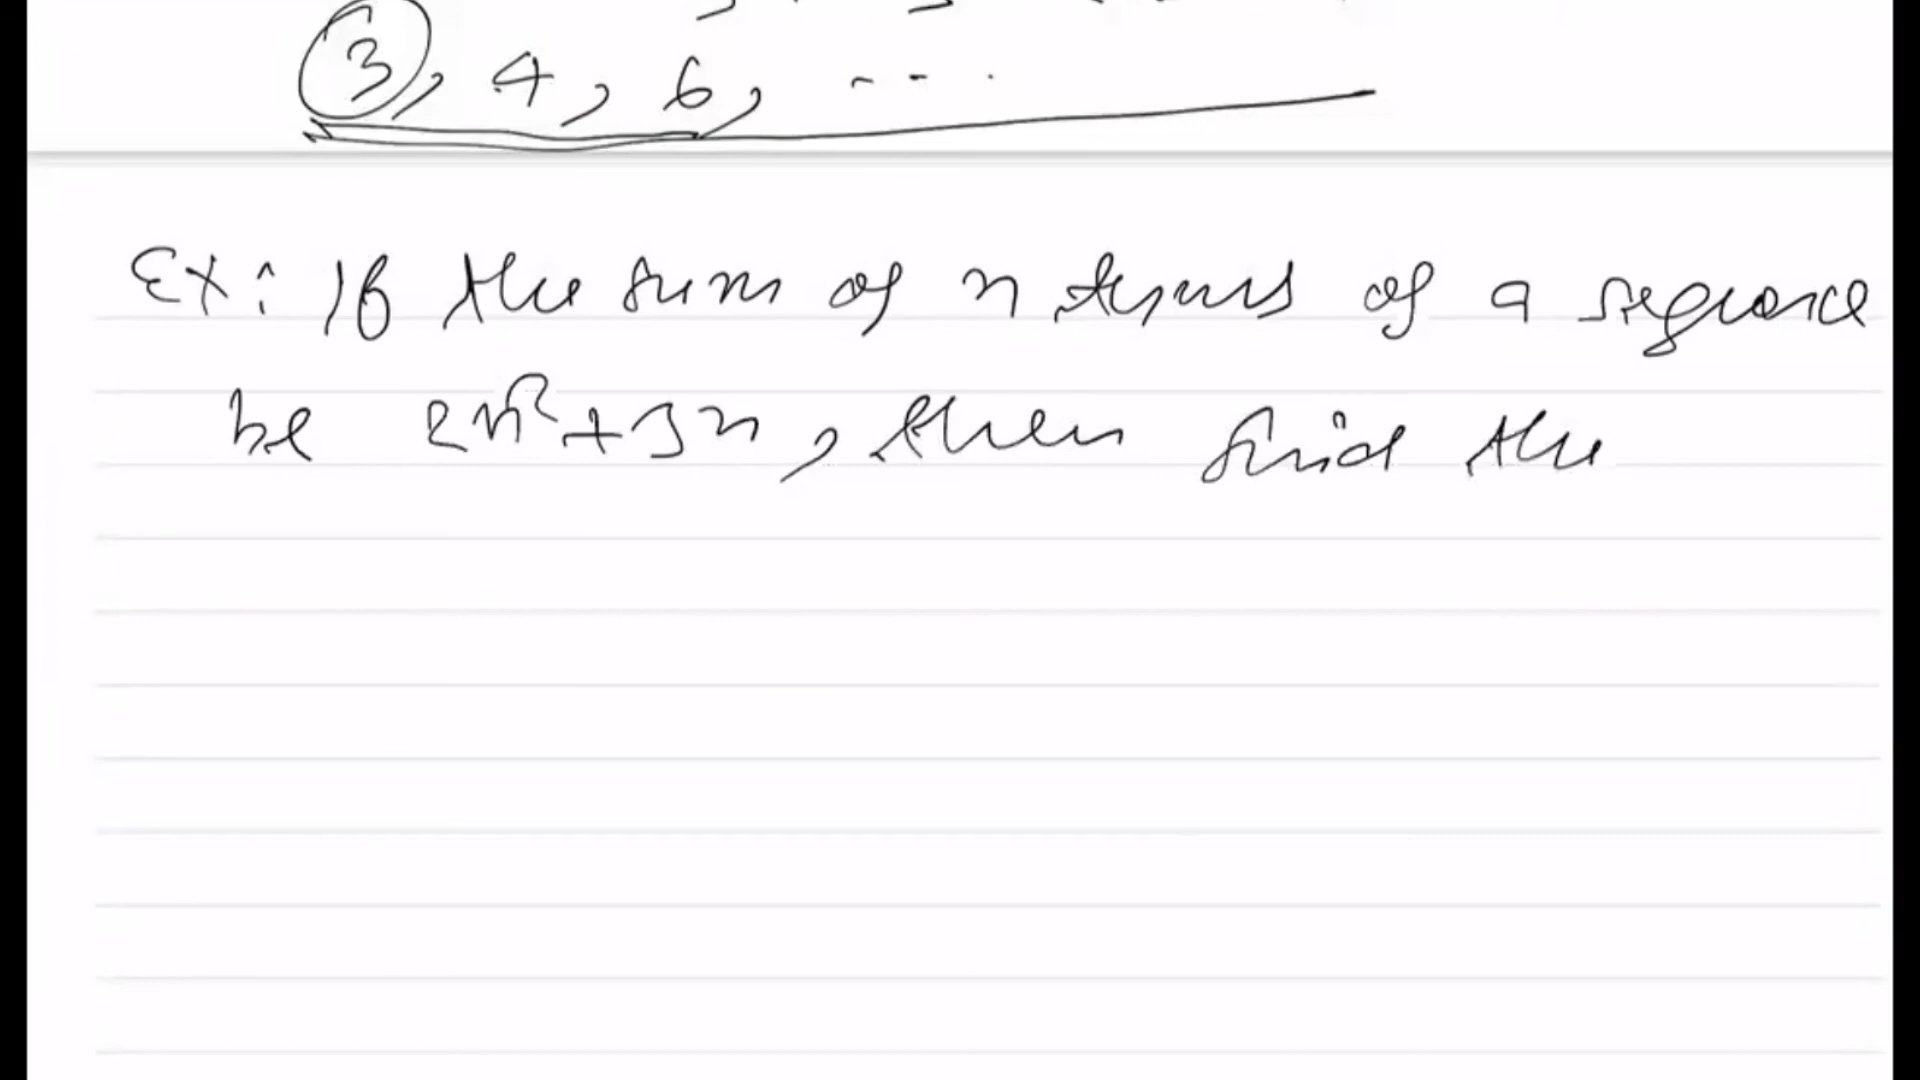 3, 4, 6, ...
Ex: If the sum of n terms of a sequence
be 2n²+3n, then find the